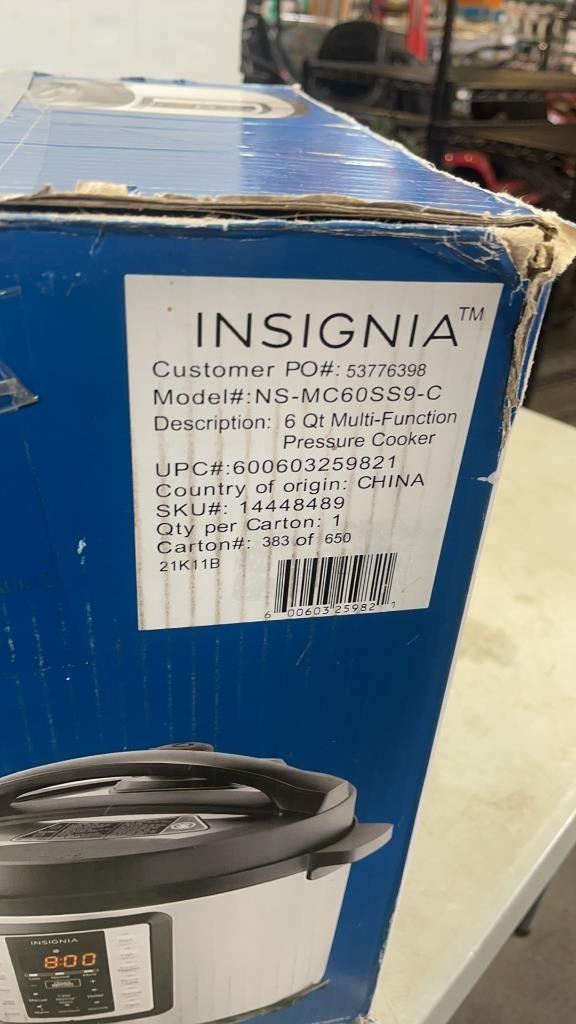 INSIGNIA™
Customer PO#: 53776398
Model#:NS-MC60SS9-C
Description: 6 Qt Multi-Function
Pressure Cooker
UPC#:600603259821
Country of origin: CHINA
SKU#: 14448489
Qty per Carton: 1
Carton#: 383 of 650
21K11B
6 00603 25982 1
INSIGNIA
8:00